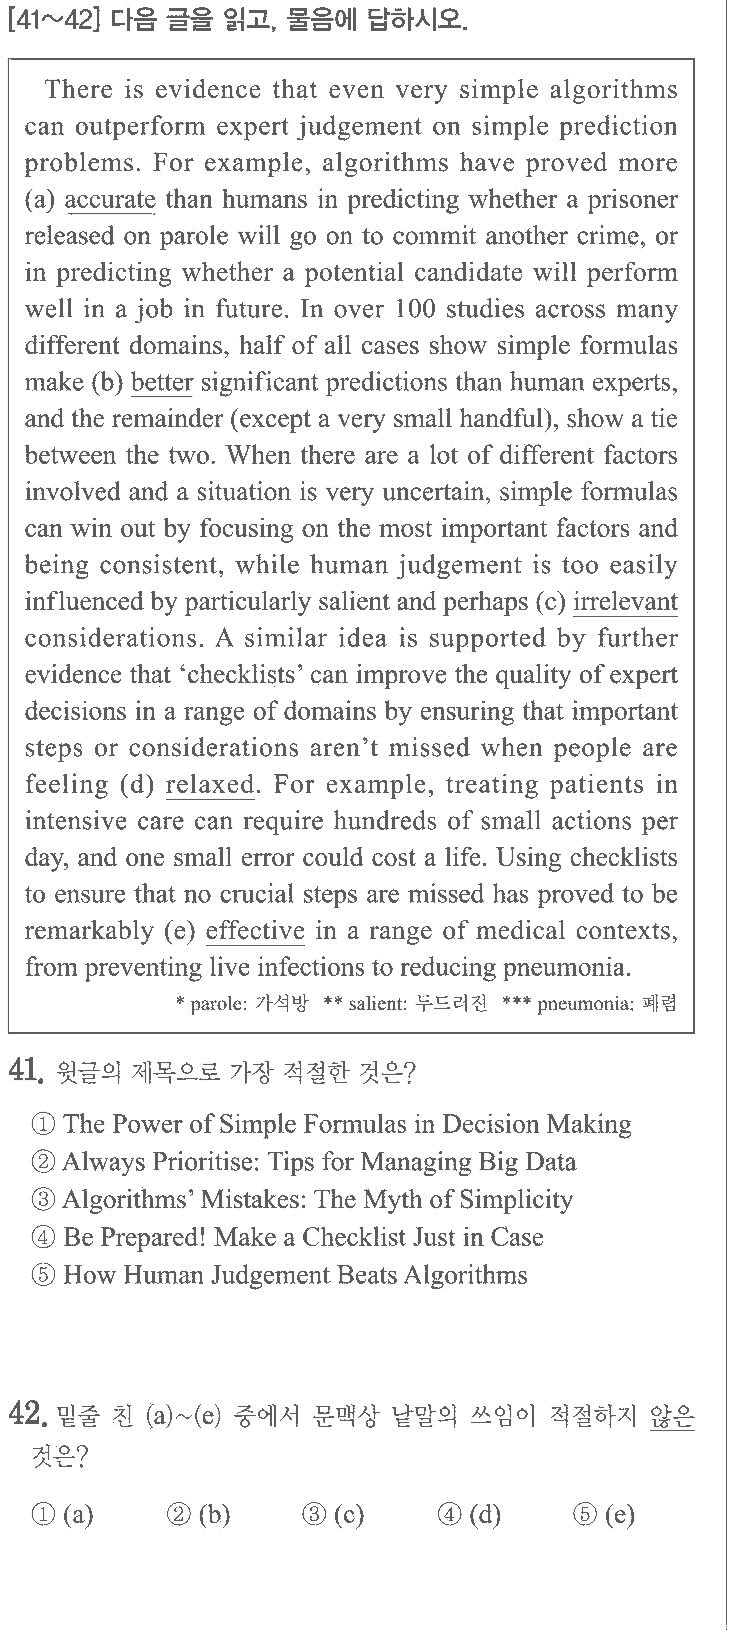 [41~42] 다음 글을 읽고, 물음에 답하시오.
There is evidence that even very simple algorithms
can outperform expert judgement on simple prediction
problems. For example, algorithms have proved more
(a) accurate than humans in predicting whether a prisoner
released on parole will go on to commit another crime, or
in predicting whether a potential candidate will perform
well in a job in future. In over 100 studies across many
different domains, half of all cases show simple formulas
make (b) better significant predictions than human experts,
and the remainder (except a very small handful), show a tie
between the two. When there are a lot of different factors
involved and a situation is very uncertain, simple formulas
can win out by focusing on the most important factors and
being consistent, while human judgement is too easily
influenced by particularly salient and perhaps (c) irrelevant
considerations. A similar idea is supported by further
evidence that ‘checklists’ can improve the quality of expert
decisions in a range of domains by ensuring that important
steps or considerations aren’t missed when people are
feeling (d) relaxed. For example, treating patients in
intensive care can require hundreds of small actions per
day, and one small error could cost a life. Using checklists
to ensure that no crucial steps are missed has proved to be
remarkably (e) effective in a range of medical contexts,
from preventing live infections to reducing pneumonia.
* parole: 가석방 ** salient: 두드러진 *** pneumonia: 폐렴
41. 윗글의 제목으로 가장 적절한 것은?
① The Power of Simple Formulas in Decision Making
② Always Prioritise: Tips for Managing Big Data
③ Algorithms’ Mistakes: The Myth of Simplicity
④ Be Prepared! Make a Checklist Just in Case
⑤ How Human Judgement Beats Algorithms
42. 밑줄 친 (a)~(e) 중에서 문맥상 낱말의 쓰임이 적절하지 않은
것은?
① (a) ② (b) ③ (c) ④ (d) ⑤ (e)